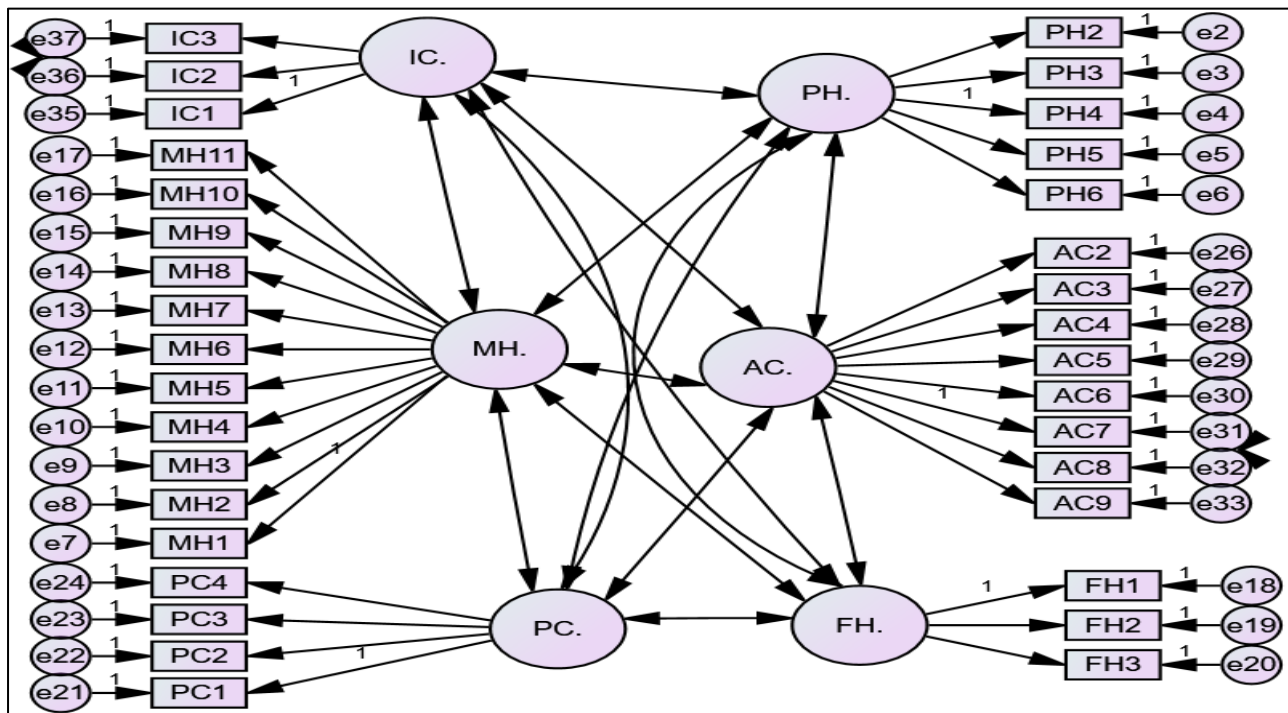 e37 1 IC3
e36 1 IC2
e35 1 IC1
1
IC.
e17 1 MH11
e16 1 MH10
e15 1 MH9
e14 1 MH8
e13 1 MH7
e12 1 MH6
e11 1 MH5
e10 1 MH4
e9 1 MH3
e8 1 MH2
e7 1 MH1
1
MH.
e24 1 PC4
e23 1 PC3
e22 1 PC2
e21 1 PC1
1
PC.
PH.
1
PH2 1 e2
PH3 1 e3
PH4 1 e4
PH5 1 e5
PH6 1 e6
AC.
1
AC2 1 e26
AC3 1 e27
AC4 1 e28
AC5 1 e29
AC6 1 e30
AC7 1 e31
AC8 1 e32
AC9 1 e33
FH.
1
FH1 1 e18
FH2 1 e19
FH3 1 e20